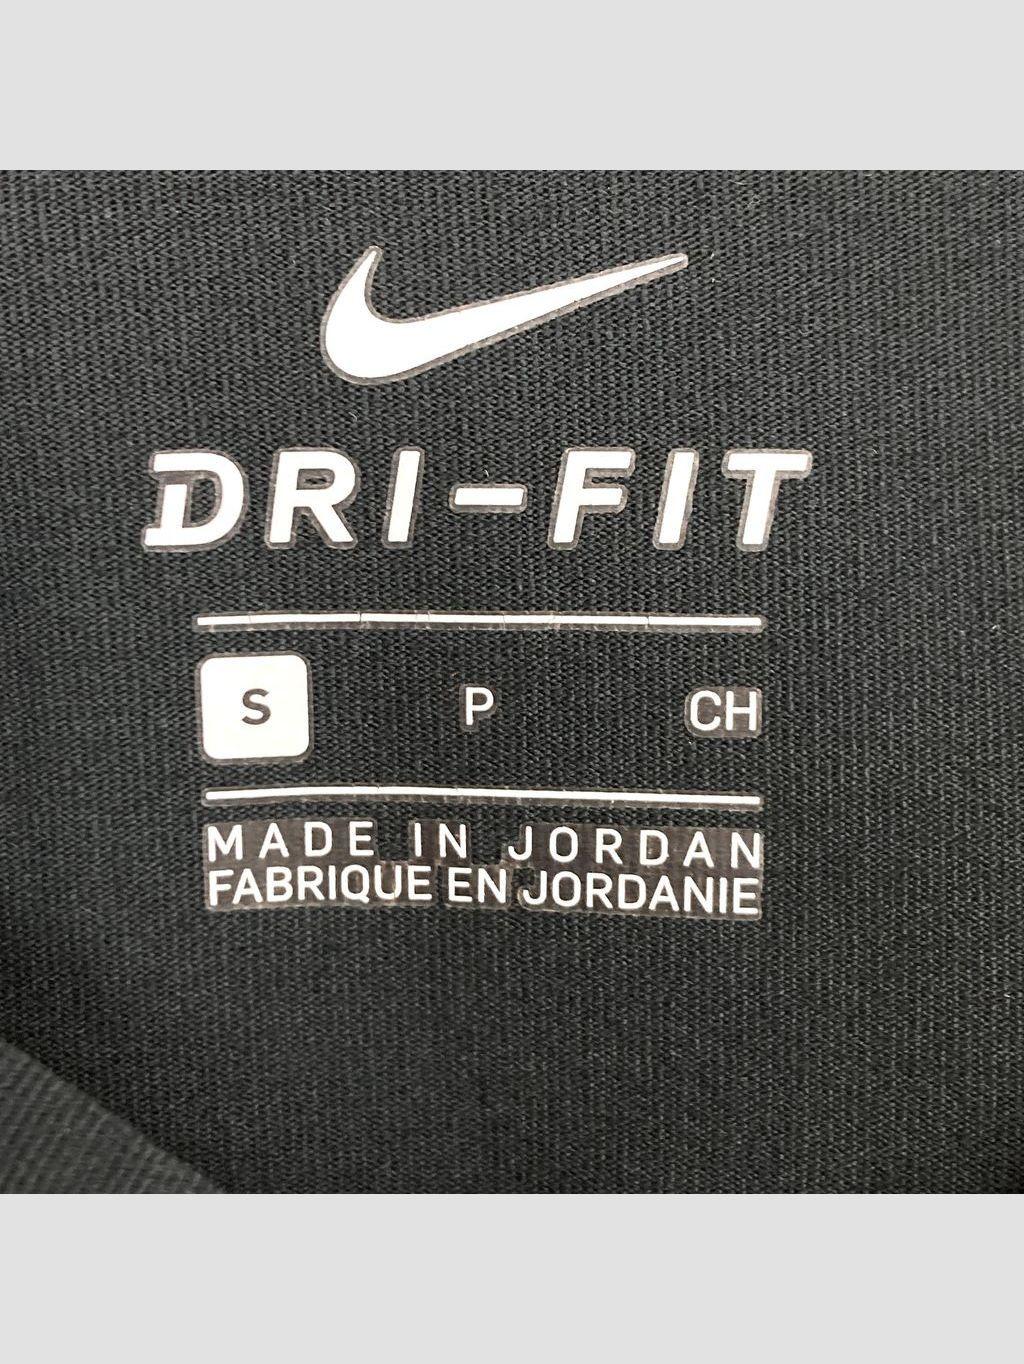 DRI-FIT
S P CH
MADE IN JORDAN
FABRIQUE EN JORDANIE